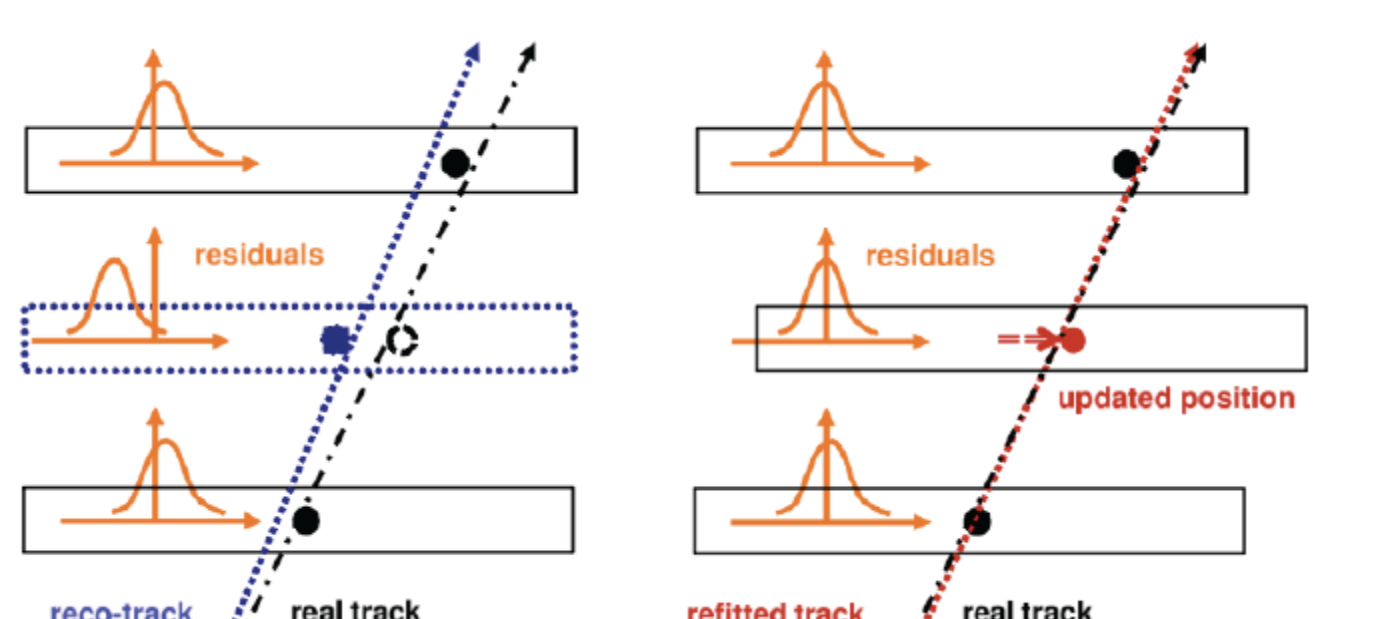 residuals
residuals
updated position
reco-track
real track
refitted track
real track